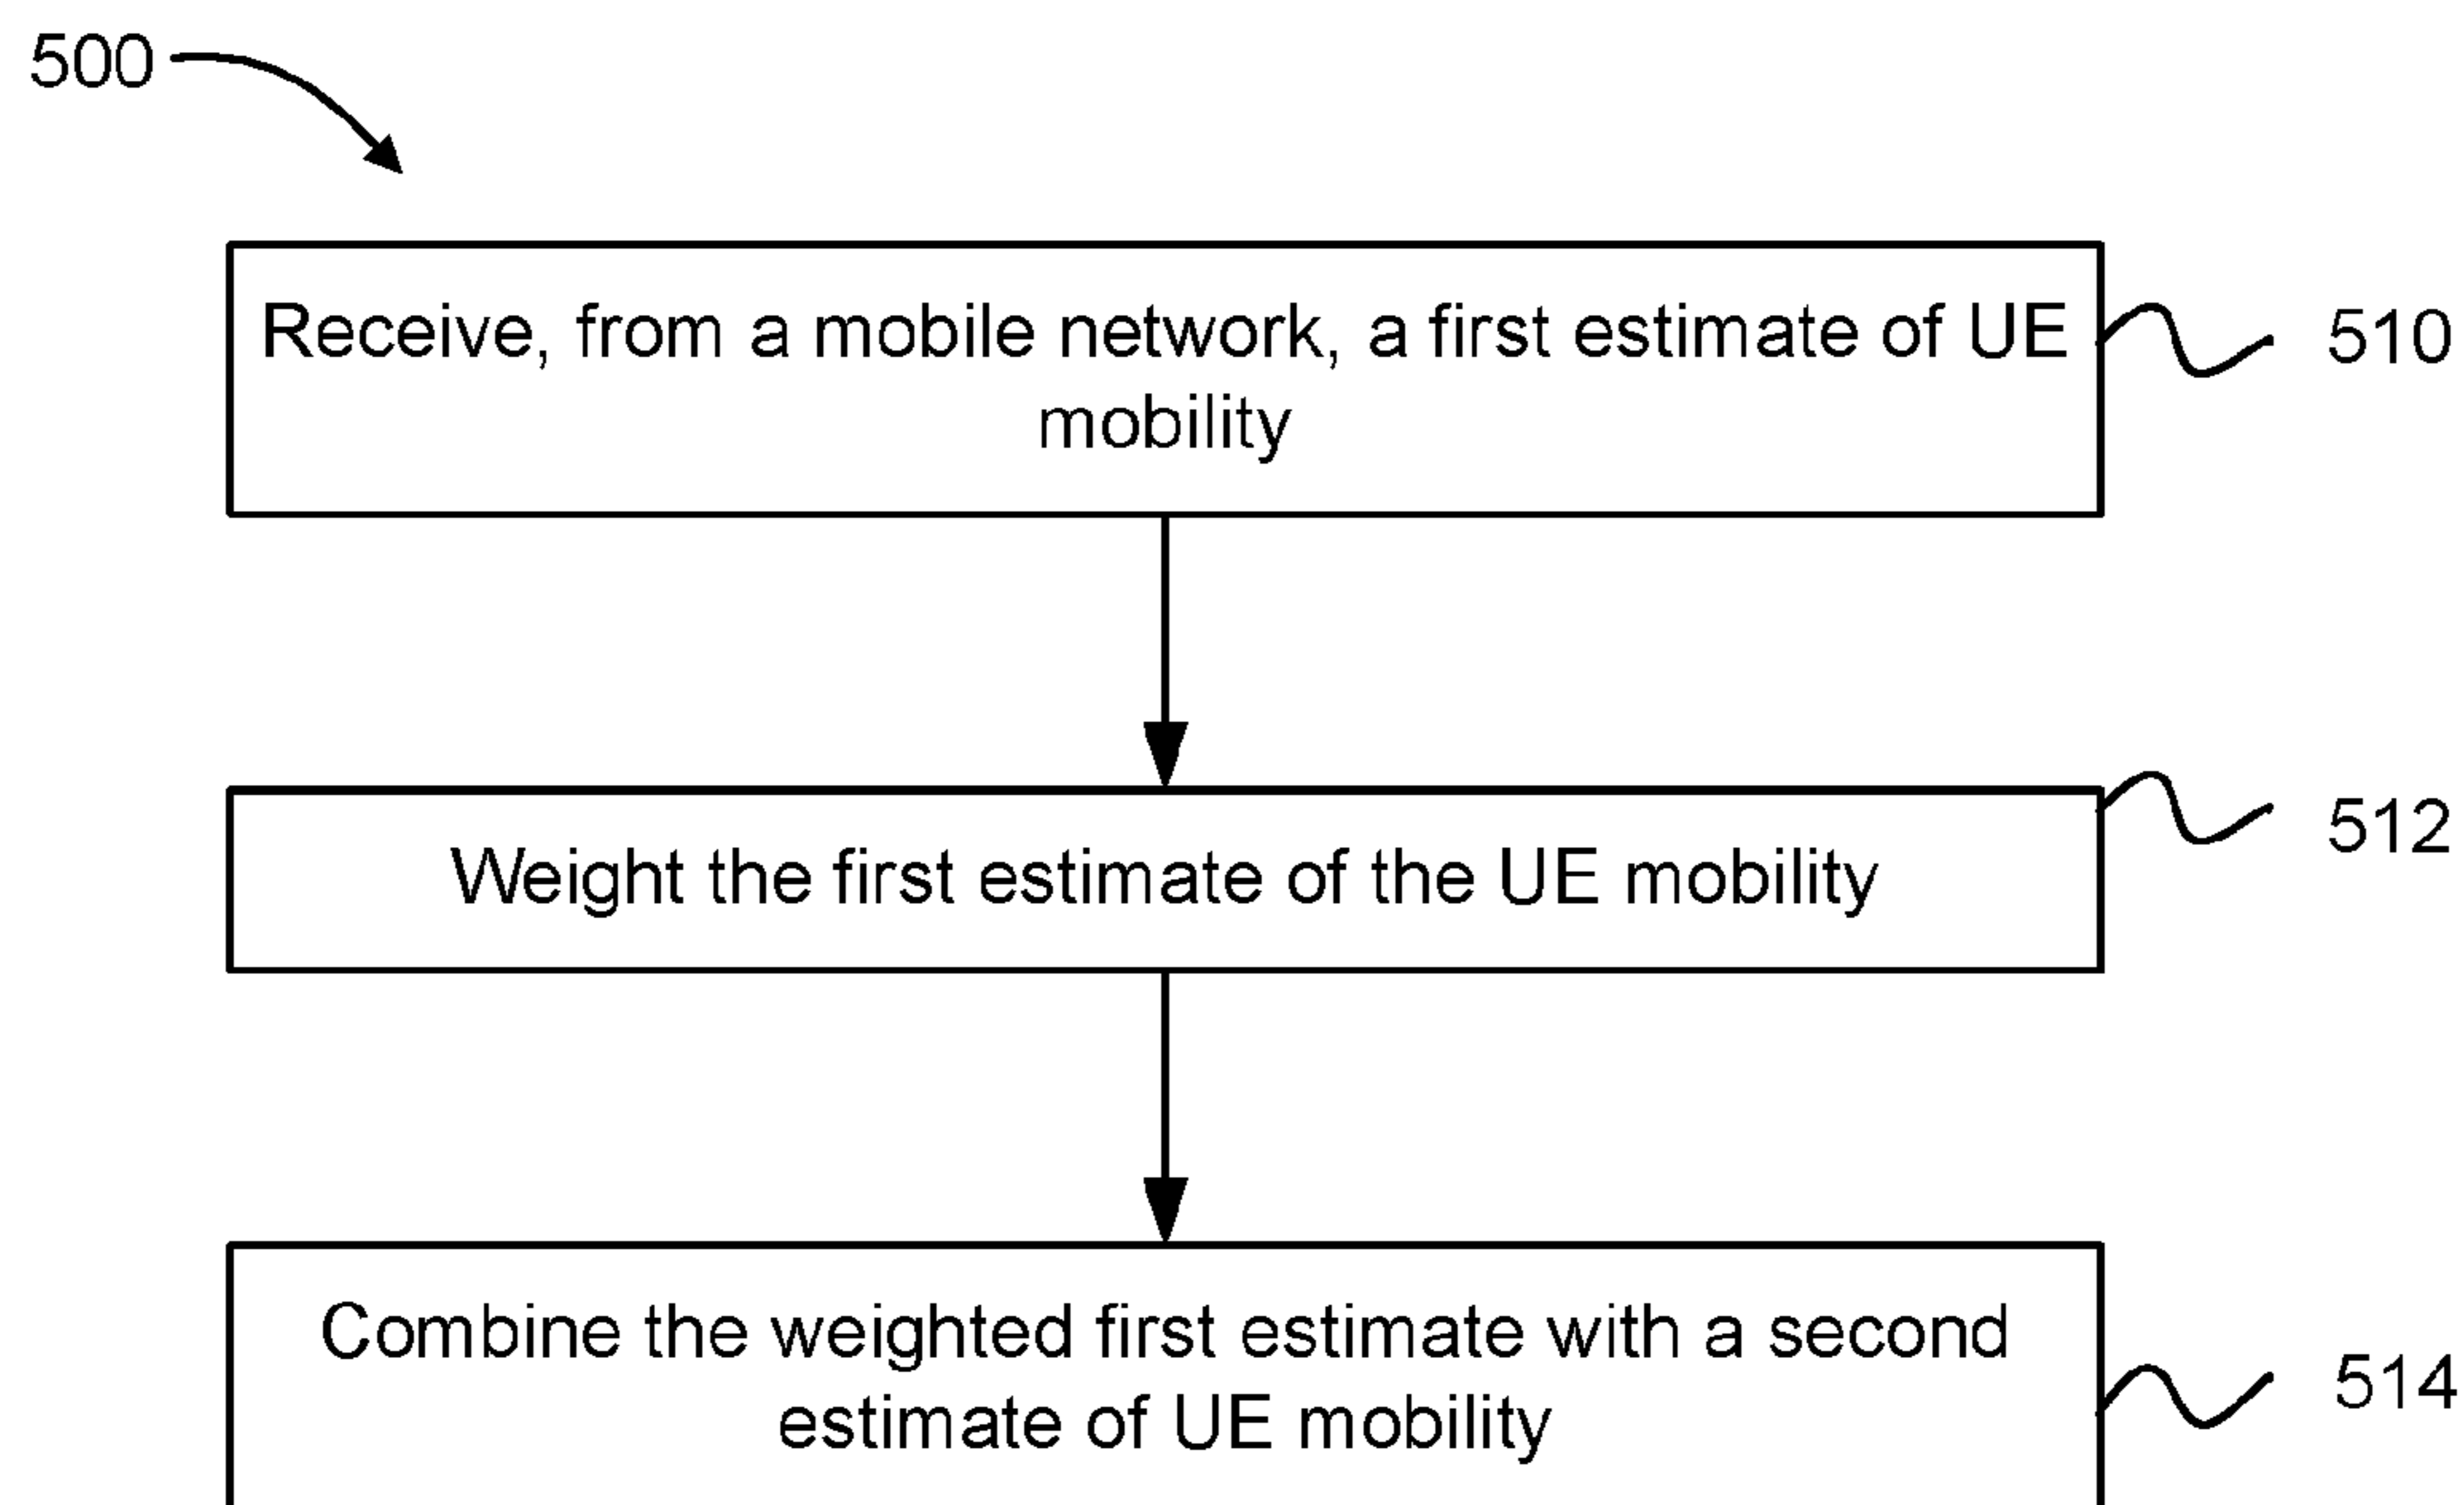 500
Receive, from a mobile network, a first estimate of UE
mobility
510
Weight the first estimate of the UE mobility
512
Combine the weighted first estimate with a second
estimate of UE mobility
514